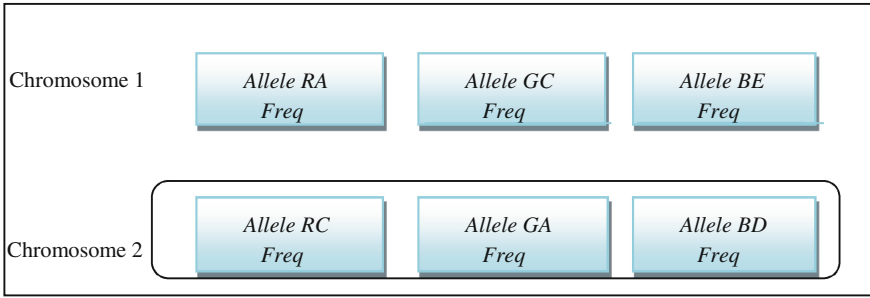 Chromosome 1
Allele RA
Freq
Allele GC
Freq
Allele BE
Freq
Chromosome 2
Allele RC
Freq
Allele GA
Freq
Allele BD
Freq